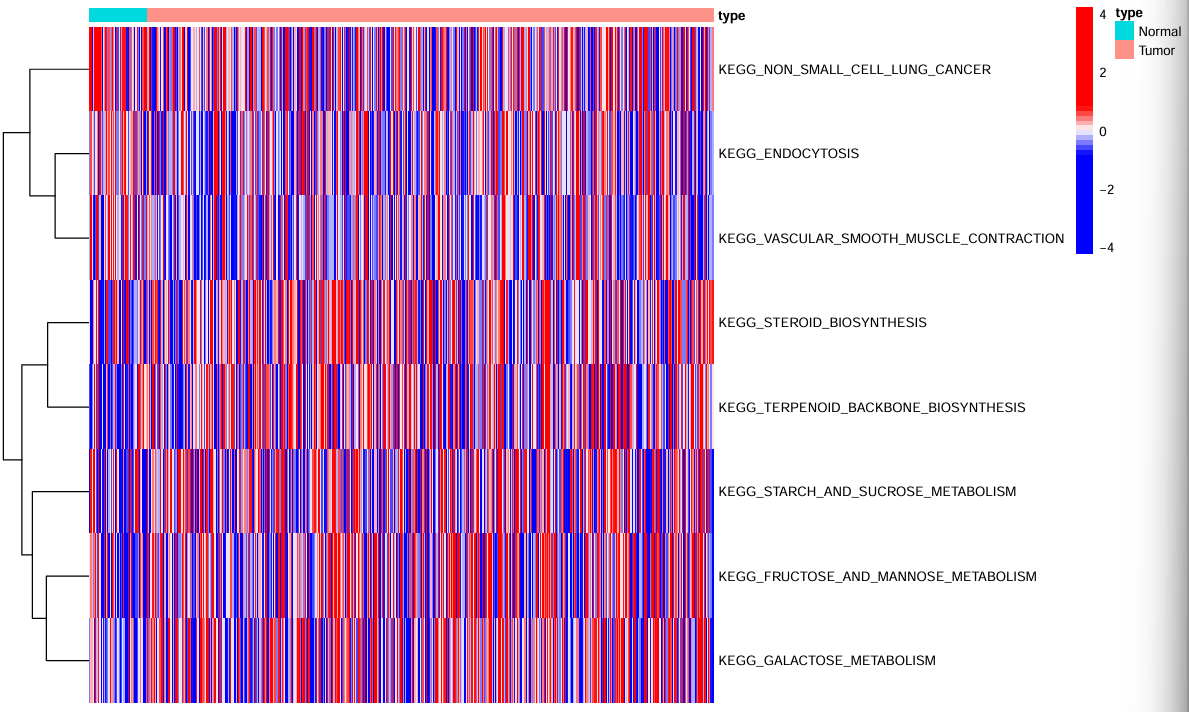 type
KEGG_NON_SMALL_CELL_LUNG_CANCER
KEGG_ENDOCYTOSIS
KEGG_VASCULAR_SMOOTH_MUSCLE_CONTRACTION
KEGG_STEROID_BIOSYNTHESIS
KEGG_TERPENOID_BACKBONE_BIOSYNTHESIS
KEGG_STARCH_AND_SUCROSE_METABOLISM
KEGG_FRUCTOSE_AND_MANNOSE_METABOLISM
KEGG_GALACTOSE_METABOLISM
4
2
0
−2
−4
type
Normal
Tumor